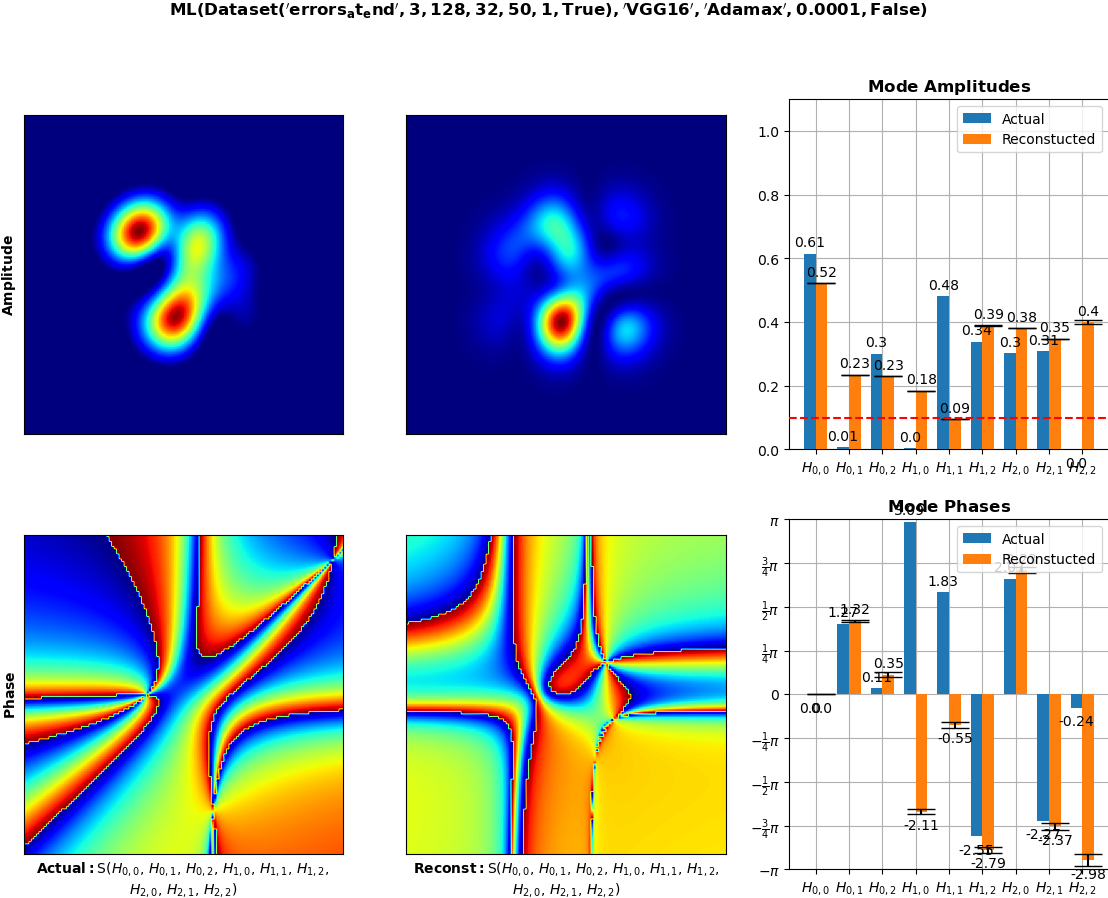 ML(Dataset('errorsₐtₑnd', 3, 128, 32, 50, 1, True), 'VGG16', 'Adamax', 0.0001, False)
Amplitude
Mode Amplitudes
Actual
Reconstucted
1.0
0.8
0.6
0.4
0.2
0.0
0.61
0.52
0.01
0.23
0.3
0.23
0.0
0.18
0.48
0.09
0.34
0.39
0.3
0.38
0.31
0.35
0.0
0.4
H₀,₀ H₀,₁ H₀,₂ H₁,₀ H₁,₁ H₁,₂ H₂,₀ H₂,₁ H₂,₂
Phase
Mode Phases
Actual
Reconstucted
π
3/4π
1/2π
1/4π
0
−1/4π
−1/2π
−3/4π
−π
0.0
0.0
1.27
1.32
0.35
3.09
-2.11
1.83
-0.55
-2.79
-2.27
-2.37
-0.24
-2.98
H₀,₀ H₀,₁ H₀,₂ H₁,₀ H₁,₁ H₁,₂ H₂,₀ H₂,₁ H₂,₂
Actual: S(H₀,₀, H₀,₁, H₀,₂, H₁,₀, H₁,₁, H₁,₂,
H₂,₀, H₂,₁, H₂,₂)
Reconst: S(H₀,₀, H₀,₁, H₀,₂, H₁,₀, H₁,₁, H₁,₂,
H₂,₀, H₂,₁, H₂,₂)